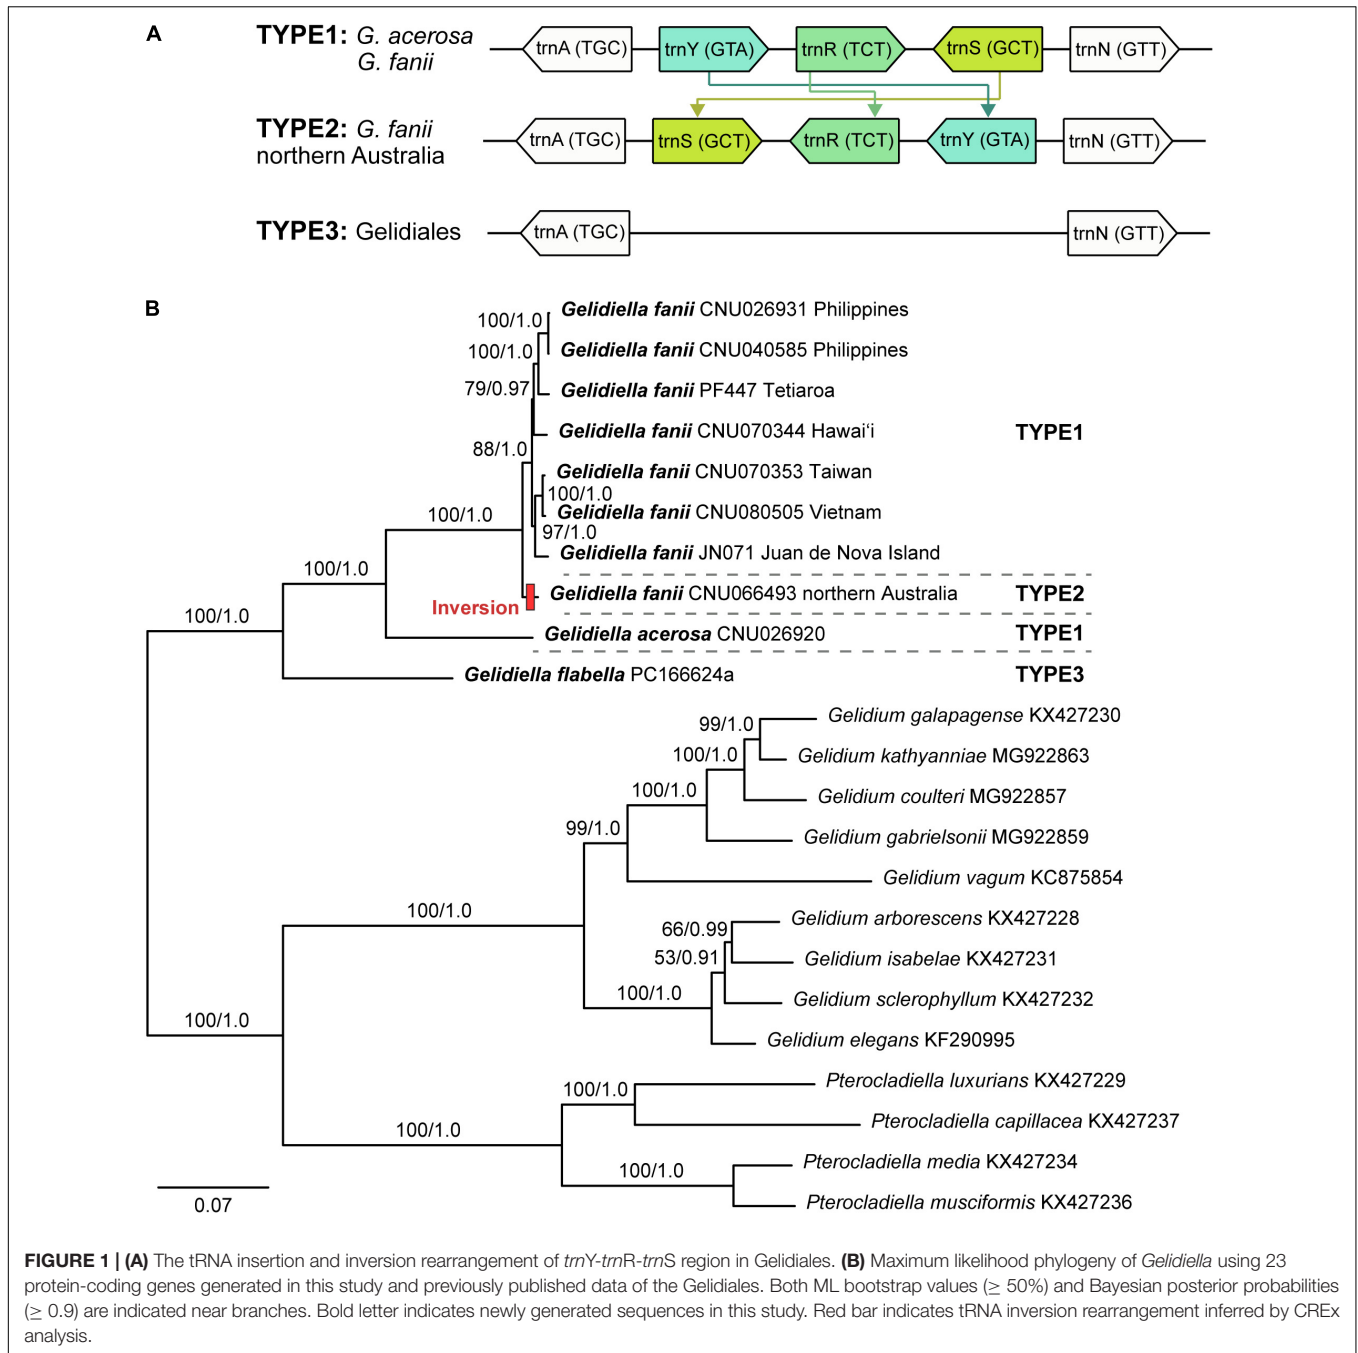 A
TYPE1: G. acerosa
G. fanii
trnA (TGC) trnY (GTA) trnR (TCT) trnS (GCT) trnN (GTT)
TYPE2: G. fanii
northern Australia
trnA (TGC) trnS (GCT) trnR (TCT) trnY (GTA) trnN (GTT)
TYPE3: Gelidiales
trnA (TGC) trnN (GTT)
B
Gelidiella fanii CNU026931 Philippines
100/1.0
Gelidiella fanii CNU040585 Philippines
100/1.0
79/0.97
Gelidiella fanii PF447 Tetiaroa
Gelidiella fanii CNU070344 Hawai‘i
TYPE1
88/1.0
Gelidiella fanii CNU070353 Taiwan
100/1.0
Gelidiella fanii CNU080505 Vietnam
100/1.0
97/1.0
Gelidiella fanii JN071 Juan de Nova Island
100/1.0
Gelidiella fanii CNU066493 northern Australia
TYPE2
Inversion
100/1.0
Gelidiella acerosa CNU026920
TYPE1
Gelidiella flabella PC166624a
TYPE3
Gelidium galapagense KX427230
99/1.0
Gelidium kathyanniae MG922863
100/1.0
Gelidium coulteri MG922857
100/1.0
99/1.0
Gelidium gabrielsonii MG922859
Gelidium vagum KC875854
100/1.0
Gelidium arborescens KX427228
66/0.99
53/0.91
Gelidium isabelae KX427231
100/1.0
Gelidium sclerophyllum KX427232
100/1.0
Gelidium elegans KF290995
Pterocladiella luxurians KX427229
100/1.0
Pterocladiella capillacea KX427237
100/1.0
Pterocladiella media KX427234
100/1.0
Pterocladiella musciformis KX427236
0.07
FIGURE 1 | (A) The tRNA insertion and inversion rearrangement of trnY-trnR-trnS region in Gelidiales. (B) Maximum likelihood phylogeny of Gelidiella using 23
protein-coding genes generated in this study and previously published data of the Gelidiales. Both ML bootstrap values (≥ 50%) and Bayesian posterior probabilities
(≥ 0.9) are indicated near branches. Bold letter indicates newly generated sequences in this study. Red bar indicates tRNA inversion rearrangement inferred by CREx
analysis.